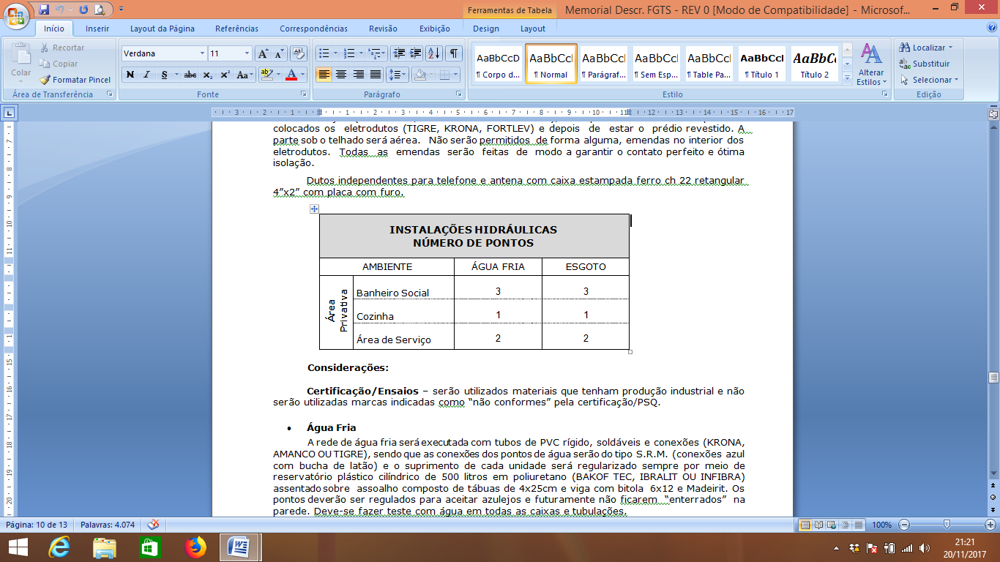 Ferramentas de Tabela
Memorial Descr. FGTS - REV 0 [Modo de Compatibilidade] - Microsof...
Início Inserir Layout da Página Referências Correspondências Revisão Exibição Design Layout
Colar
Recortar
Copiar
Formatar Pincel
Área de Transferência
Verdana 11
N I S abc x₂ x² Aa
Fonte
Parágrafo
AaBbCcD AaBbCcl AaBbCcl AaBbCcl AaBbCcl AaBbCcl AaBbCc
¶ Corpo d... ¶ Normal ¶ Parágraf... ¶ Sem Esp... ¶ Table Pa... ¶ Título 1 Título 2
Alterar
Estilos
Estilo
Localizar
Substituir
Selecionar
Edição
3 2 1 1 2 3 4 5 6 7 8 9 10 11 12 13 14 15 16 17
colocados os eletrodutos (TIGRE, KRONA, FORTLEV) e depois de estar o prédio revestido. A
parte sob o telhado será aérea. Não serão permitidos de forma alguma, emendas no interior dos
eletrodutos. Todas as emendas serão feitas de modo a garantir o contato perfeito e ótima
isolação.
Dutos independentes para telefone e antena com caixa estampada ferro ch 22 retangular
4”x2” com placa com furo.
INSTALAÇÕES HIDRÁULICAS
NÚMERO DE PONTOS
AMBIENTE ÁGUA FRIA ESGOTO
Área
Privativa
Banheiro Social 3 3
Cozinha 1 1
Área de Serviço 2 2
Considerações:
Certificação/Ensaios – serão utilizados materiais que tenham produção industrial e não
serão utilizadas marcas indicadas como “não conformes” pela certificação/PSQ.
• Água Fria
A rede de água fria será executada com tubos de PVC rígido, soldáveis e conexões (KRONA,
AMANCO OU TIGRE), sendo que as conexões dos pontos de água serão do tipo S.R.M. (conexões azul
com bucha de latão) e o suprimento de cada unidade será regularizado sempre por meio de
reservatório plástico cilíndrico de 500 litros em poliuretano (BAKOF TEC, IBRALIT OU INFIBRA)
assentado sobre assoalho composto de tábuas de 4x25cm e viga com bitola 6x12 e Madeirit. Os
pontos deverão ser regulados para aceitar azulejos e futuramente não ficarem “enterrados” na
parede. Deve-se fazer teste com água em todas as caixas e tubulações.
Página: 10 de 13 Palavras: 4.074 100%
21:21
20/11/2017